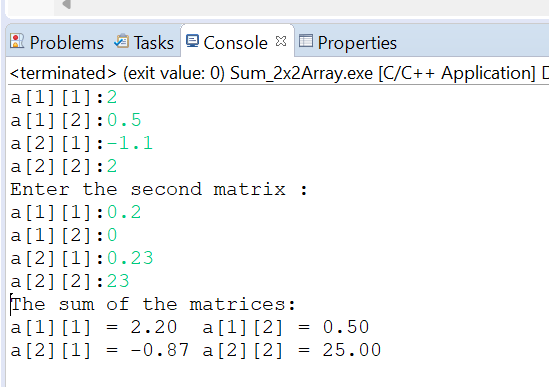 Problems Tasks Console Properties
<terminated> (exit value: 0) Sum_2x2Array.exe [C/C++ Application] D
a[1][1]:2
a[1][2]:0.5
a[2][1]:-1.1
a[2][2]:2
Enter the second matrix :
a[1][1]:0.2
a[1][2]:0
a[2][1]:0.23
a[2][2]:23
The sum of the matrices:
a[1][1] = 2.20  a[1][2] = 0.50
a[2][1] = -0.87 a[2][2] = 25.00